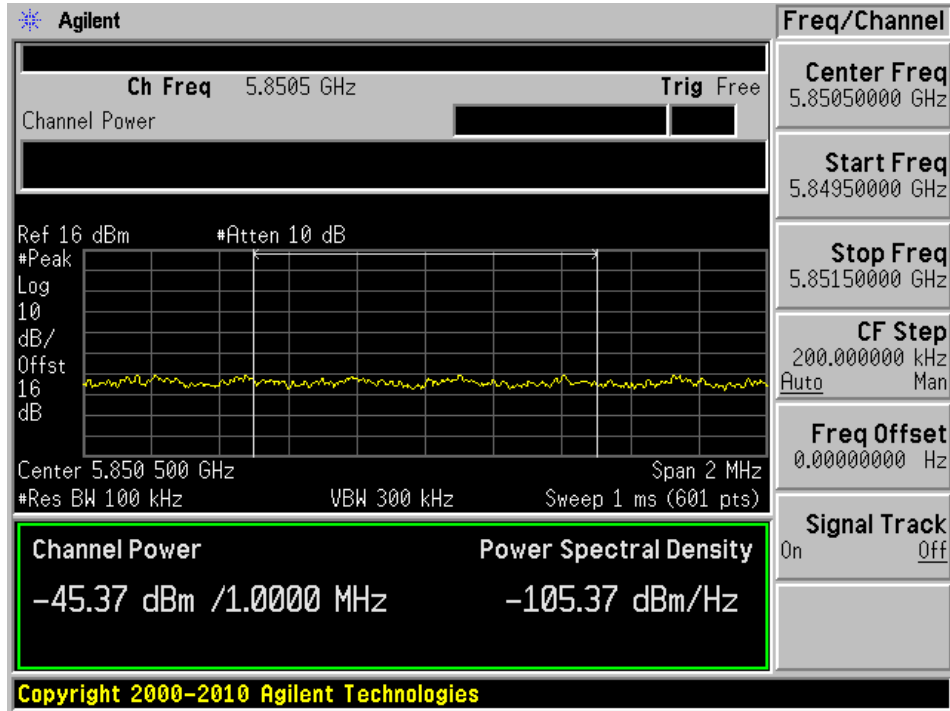 Agilent
Freq/Channel
Ch Freq 5.8505 GHz Trig Free
Channel Power
Center Freq
5.85050000 GHz
Start Freq
5.84950000 GHz
Stop Freq
5.85150000 GHz
CF Step
200.000000 kHz
Auto Man
Freq Offset
0.00000000 Hz
Signal Track
On Off
Ref 16 dBm #Atten 10 dB
#Peak
Log
10
dB/
Offst
16
dB
Center 5.850 500 GHz Span 2 MHz
#Res BW 100 kHz VBW 300 kHz Sweep 1 ms (601 pts)
Channel Power Power Spectral Density
-45.37 dBm /1.0000 MHz -105.37 dBm/Hz
Copyright 2000-2010 Agilent Technologies